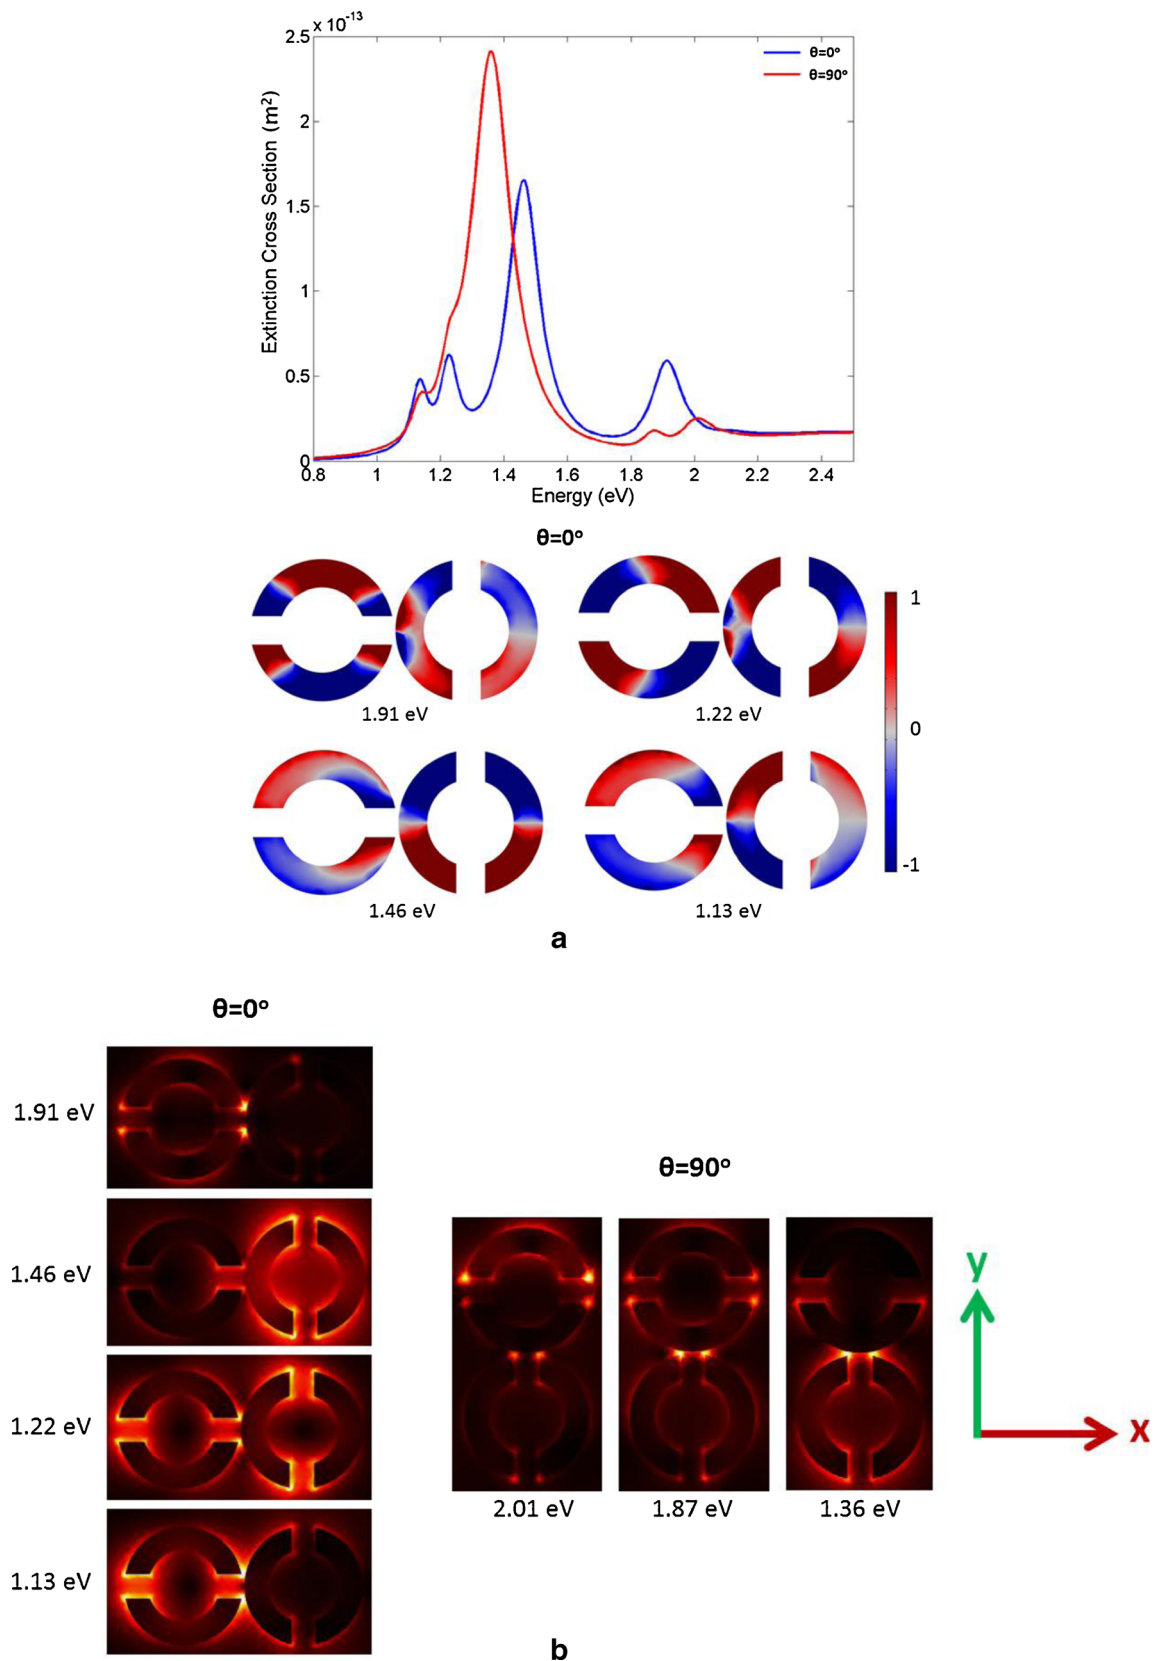 × 10⁻¹³
2.5
2
1.5
1
0.5
0
Extinction Cross Section (m²)
θ=0°
θ=90°
0.8 1 1.2 1.4 1.6 1.8 2 2.2 2.4
Energy (eV)
θ=0°
1.91 eV 1.22 eV
1
0
-1
1.46 eV 1.13 eV
a
θ=0°
1.91 eV
1.46 eV
1.22 eV
1.13 eV
θ=90°
2.01 eV 1.87 eV 1.36 eV
y
x
b